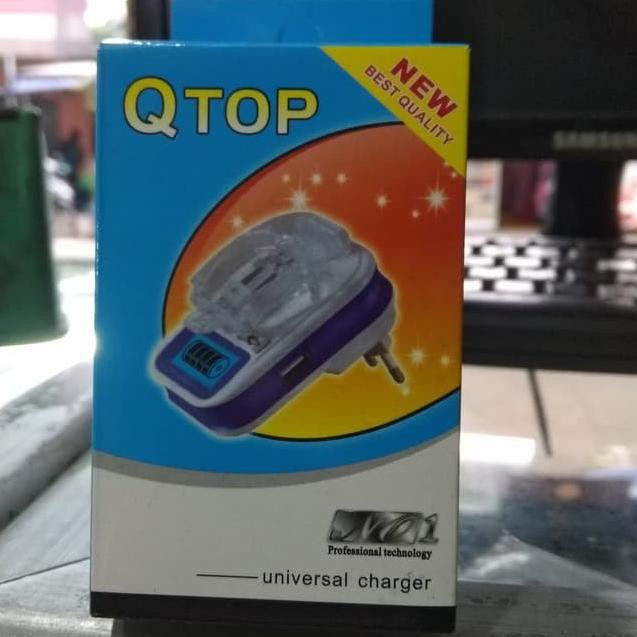 QTOP
NEW
BEST QUALITY
SAMSUNG
NO1
Professional technology
universal charger